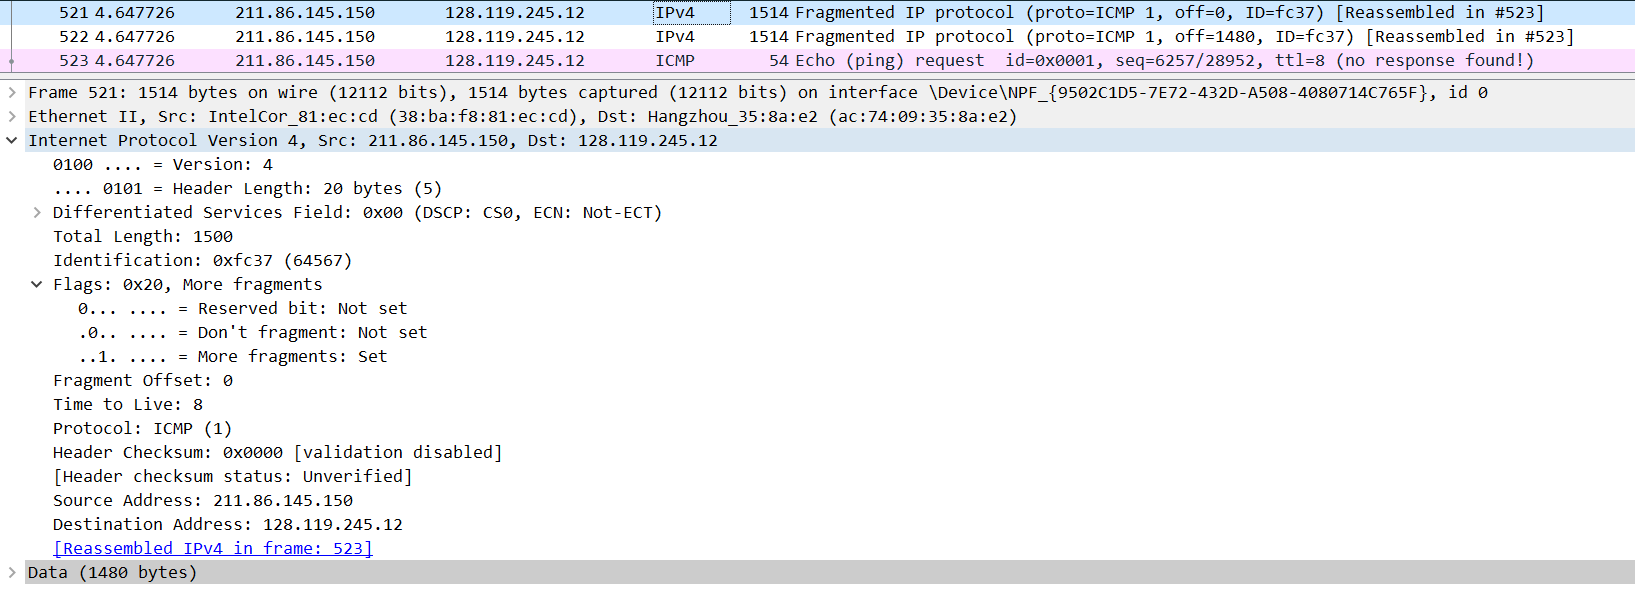 521 4.647726 211.86.145.150 128.119.245.12 IPv4 1514 Fragmented IP protocol (proto=ICMP 1, off=0, ID=fc37) [Reassembled in #523]
522 4.647726 211.86.145.150 128.119.245.12 IPv4 1514 Fragmented IP protocol (proto=ICMP 1, off=1480, ID=fc37) [Reassembled in #523]
523 4.647726 211.86.145.150 128.119.245.12 ICMP 54 Echo (ping) request id=0x0001, seq=6257/28952, ttl=8 (no response found!)
Frame 521: 1514 bytes on wire (12112 bits), 1514 bytes captured (12112 bits) on interface \Device\NPF_{9502C1D5-7E72-432D-A508-4080714C765F}, id 0
Ethernet II, Src: IntelCor_81:ec:cd (38:ba:f8:81:ec:cd), Dst: Hangzhou_35:8a:e2 (ac:74:09:35:8a:e2)
Internet Protocol Version 4, Src: 211.86.145.150, Dst: 128.119.245.12
0100 .... = Version: 4
.... 0101 = Header Length: 20 bytes (5)
Differentiated Services Field: 0x00 (DSCP: CS0, ECN: Not-ECT)
Total Length: 1500
Identification: 0xfc37 (64567)
Flags: 0x20, More fragments
0... .... = Reserved bit: Not set
.0.. .... = Don't fragment: Not set
..1. .... = More fragments: Set
Fragment Offset: 0
Time to Live: 8
Protocol: ICMP (1)
Header Checksum: 0x0000 [validation disabled]
[Header checksum status: Unverified]
Source Address: 211.86.145.150
Destination Address: 128.119.245.12
[Reassembled IPv4 in frame: 523]
Data (1480 bytes)